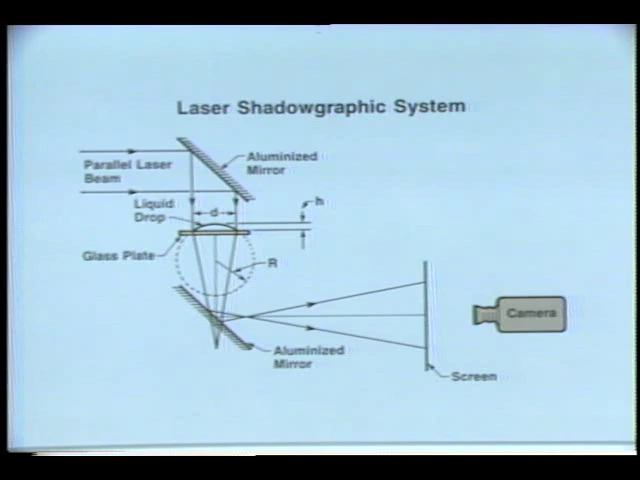 Laser Shadowgraphic System
Parallel Laser
Beam
Aluminized
Mirror
Liquid
Drop
d
h
Glass Plate
R
Camera
Aluminized
Mirror
Screen